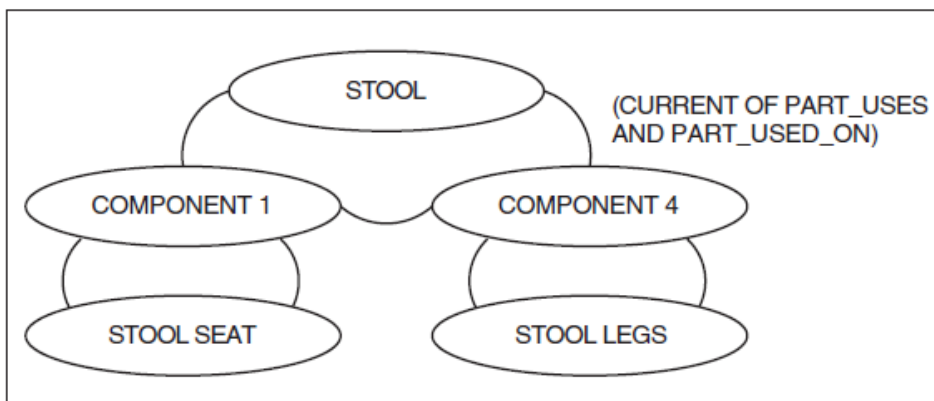 STOOL
(CURRENT OF PART_USES
AND PART_USED_ON)
COMPONENT 1
COMPONENT 4
STOOL SEAT
STOOL LEGS